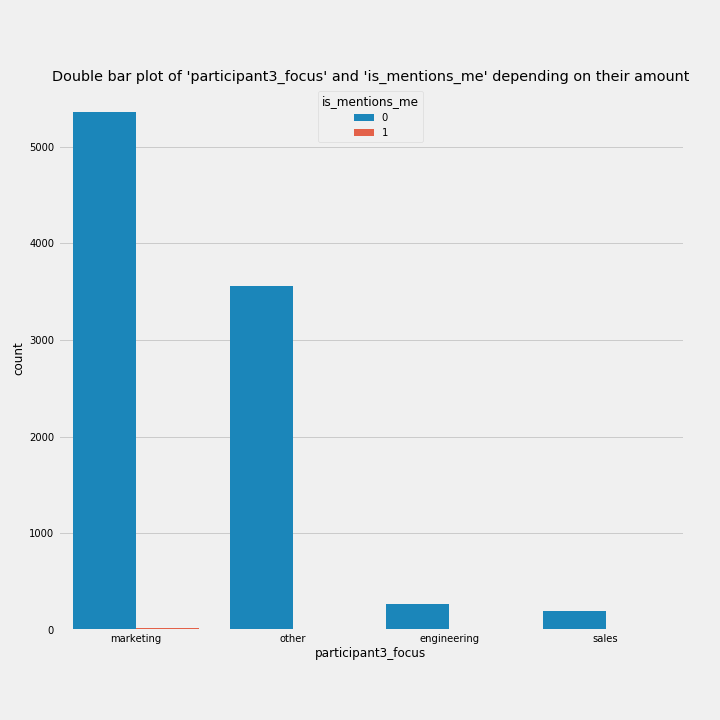 Double bar plot of 'participant3_focus' and 'is_mentions_me' depending on their amount
is_mentions_me
0
1
5000
4000
3000
2000
1000
0
count
marketing other engineering sales
participant3_focus